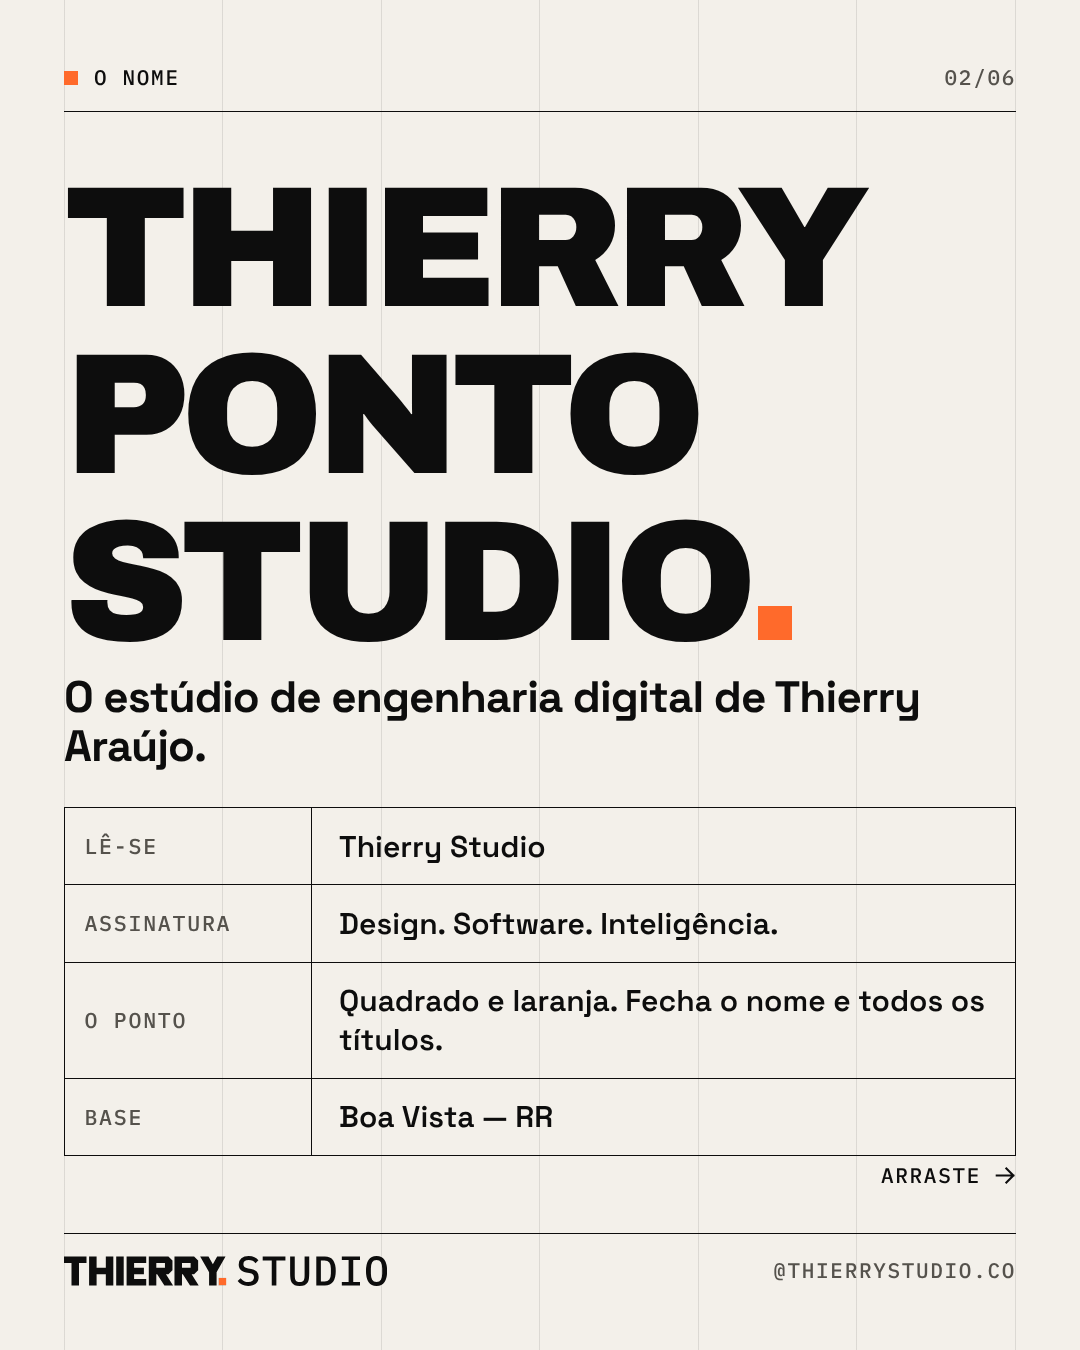 O NOME
02/06
THIERRY
PONTO
STUDIO.
O estúdio de engenharia digital de Thierry
Araújo.
LÊ-SE
Thierry Studio
ASSINATURA
Design. Software. Inteligência.
O PONTO
Quadrado e laranja. Fecha o nome e todos os
títulos.
BASE
Boa Vista — RR
ARRASTE →
THIERRY. STUDIO
@THIERRYSTUDIO.CO